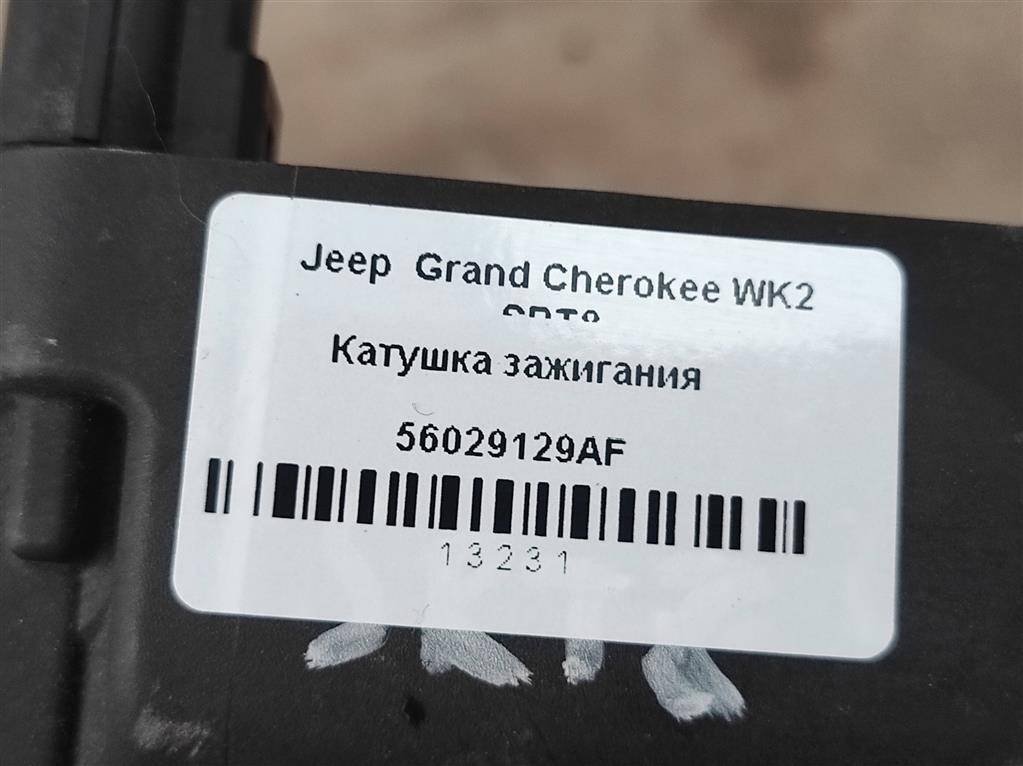 Jeep Grand Cherokee WK2
Катушка зажигания
56029129AF
13231